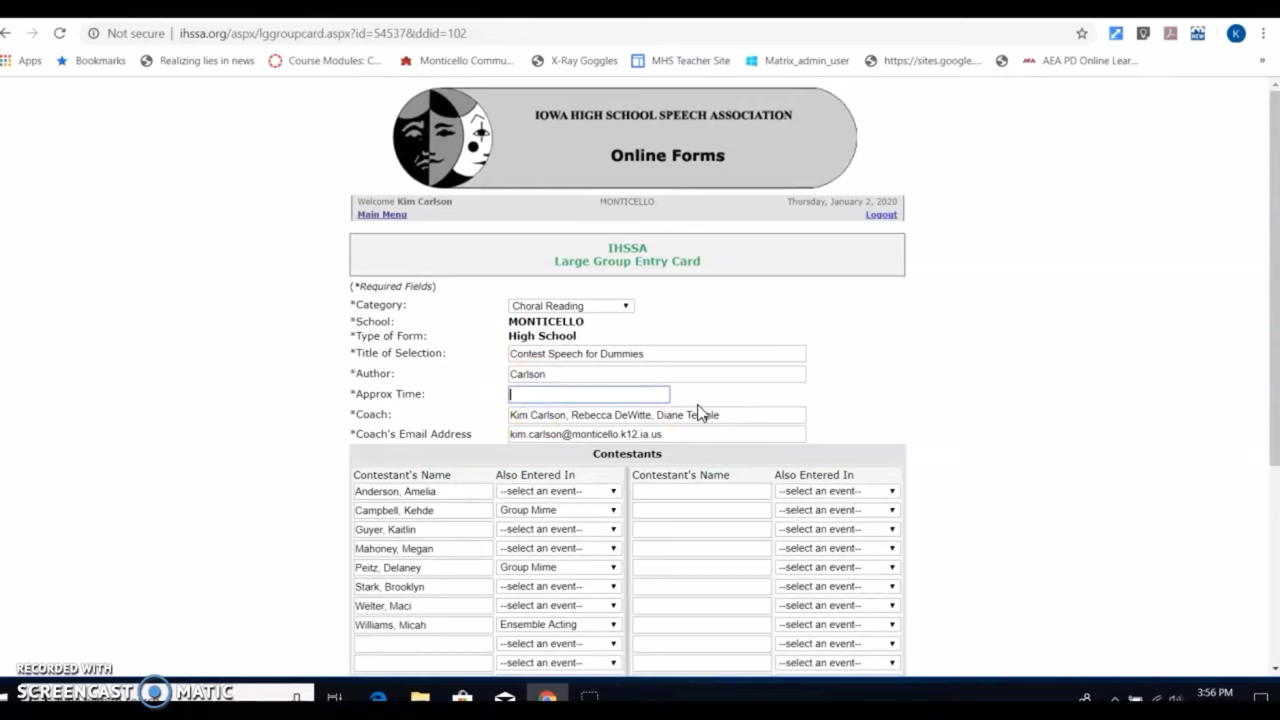 Not secure | ihssa.org/aspx/lggroupcard.aspx?id=54537&ddid=102
K
Apps Bookmarks Realizing lies in news Course Modules: C... Monticello Commu... X-Ray Goggles MHS Teacher Site Matrix_admin_user https://sites.google.... AEA PD Online Lear... »
IOWA HIGH SCHOOL SPEECH ASSOCIATION
Online Forms
Welcome Kim Carlson MONTICELLO Thursday, January 2, 2020
Main Menu Logout
IHSSA
Large Group Entry Card
(*Required Fields)
*Category: Choral Reading
*School: MONTICELLO
*Type of Form: High School
*Title of Selection: Contest Speech for Dummies
*Author: Carlson
*Approx Time:
*Coach: Kim Carlson, Rebecca DeWitte, Diane
*Coach's Email Address kim.carlson@monticello.k12.ia.us
Contestants
Contestant's Name Also Entered In Contestant's Name Also Entered In
Anderson, Amelia --select an event-- --select an event--
Campbell, Kehde Group Mime --select an event--
Guyer, Kaitlin --select an event-- --select an event--
Mahoney, Megan --select an event-- --select an event--
Peitz, Delaney Group Mime --select an event--
Stark, Brooklyn --select an event-- --select an event--
Welter, Maci --select an event-- --select an event--
Williams, Micah Ensemble Acting --select an event--
--select an event-- --select an event--
--select an event-- --select an event--
RECORDED WITH
SCREENCAST MATIC
3:56 PM